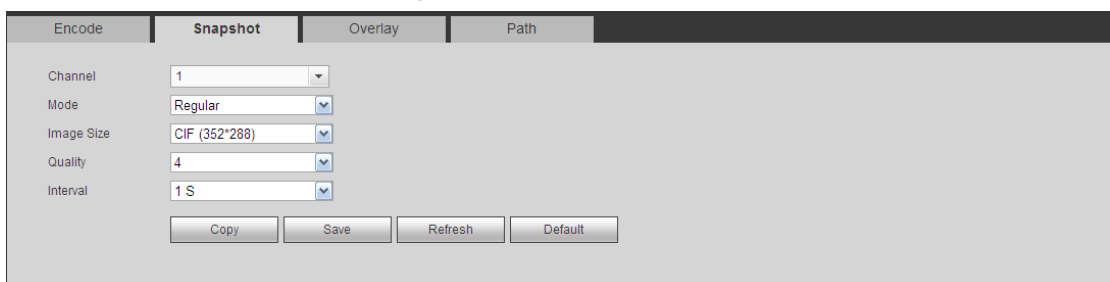 Encode Snapshot Overlay Path
Channel 1
Mode Regular
Image Size CIF (352*288)
Quality 4
Interval 1 S
Copy Save Refresh Default